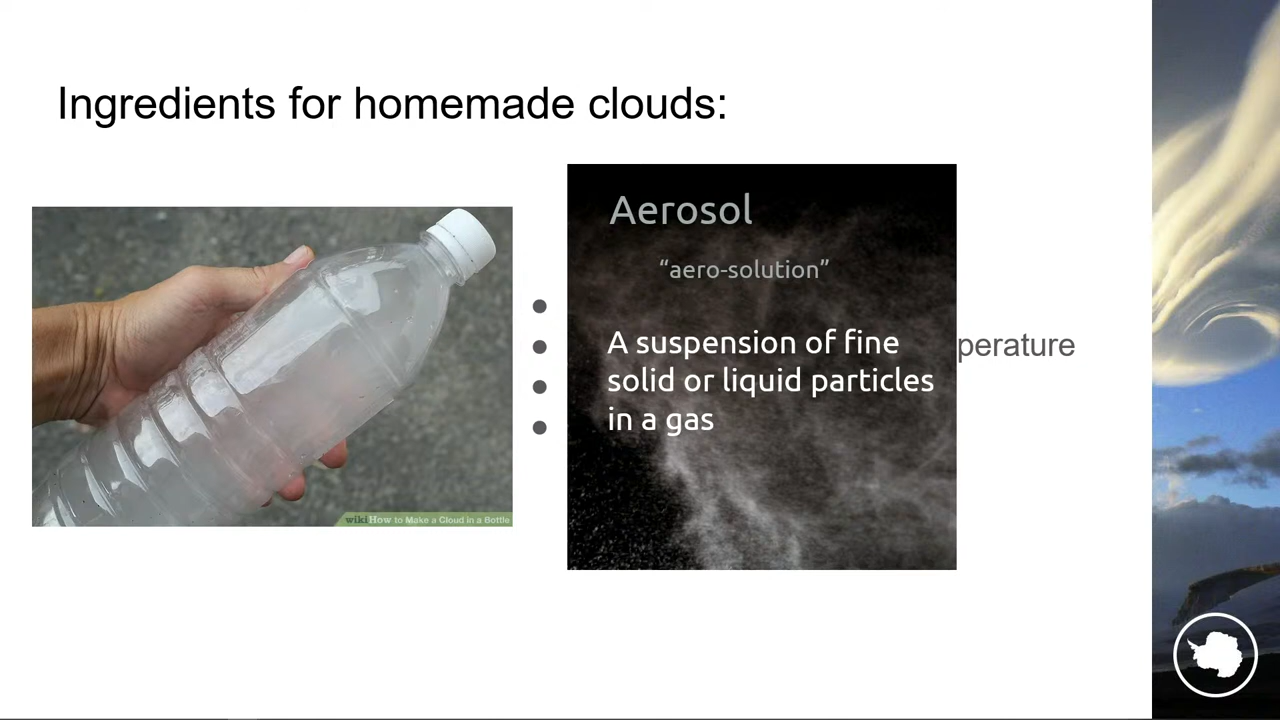 Ingredients for homemade clouds:
Aerosol
“aero-solution”
A suspension of fine
solid or liquid particles
in a gas
perature
wikiHow to Make a Cloud in a Bottle